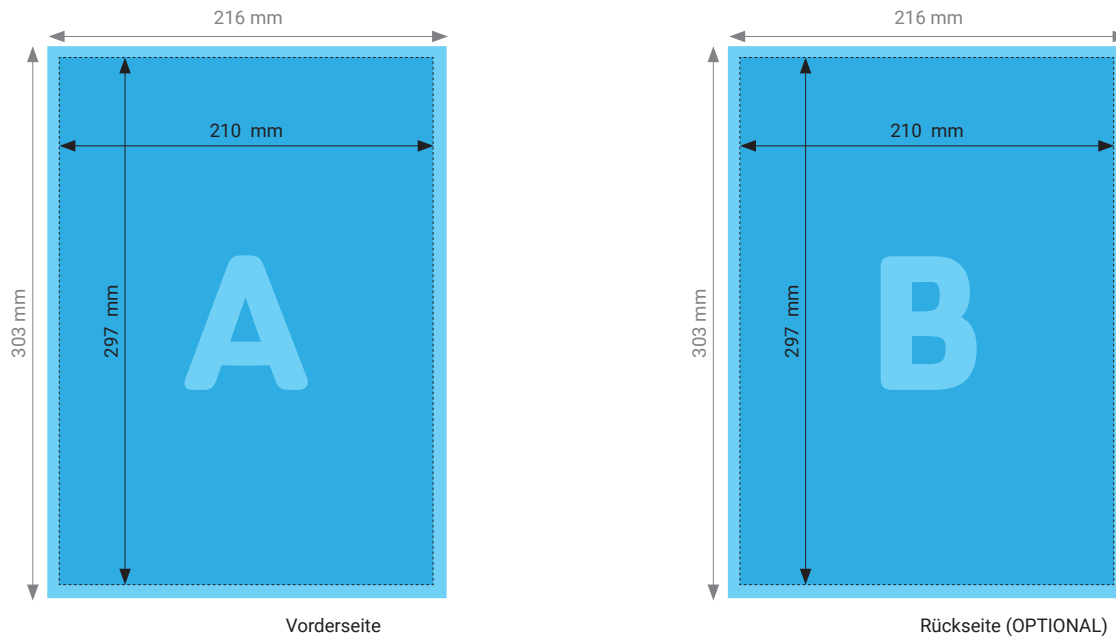 216 mm
210 mm
297 mm
303 mm
A
Vorderseite
216 mm
210 mm
297 mm
303 mm
B
Rückseite (OPTIONAL)